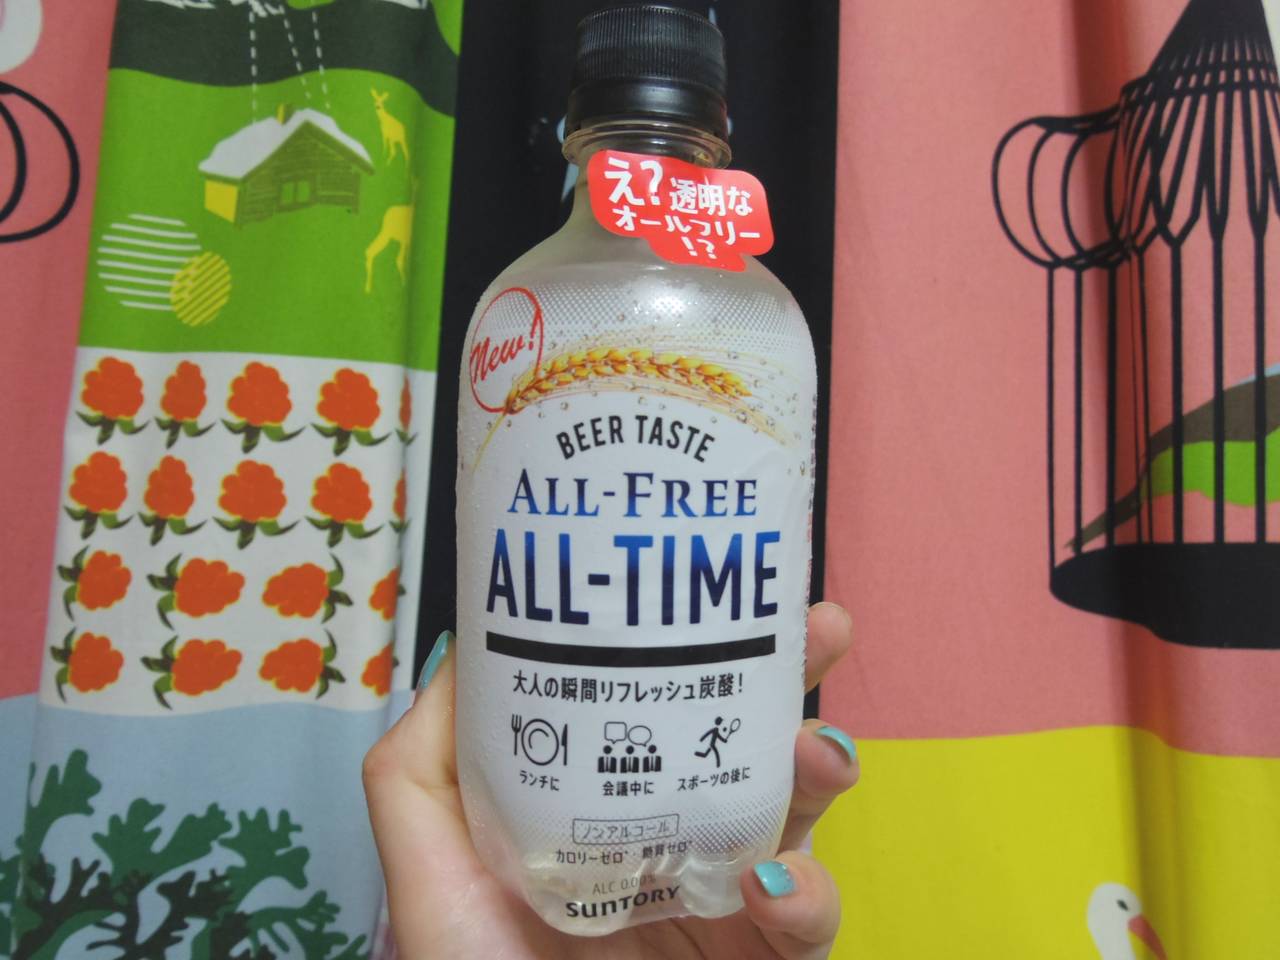 え?透明な
オールフリー
!?
New!
BEER TASTE
ALL-FREE
ALL-TIME
大人の瞬間リフレッシュ炭酸!
ランチに
会議中に
スポーツの後に
ノンアルコール
カロリーゼロ*・糖質ゼロ*
ALC 0.00%
SUNTORY